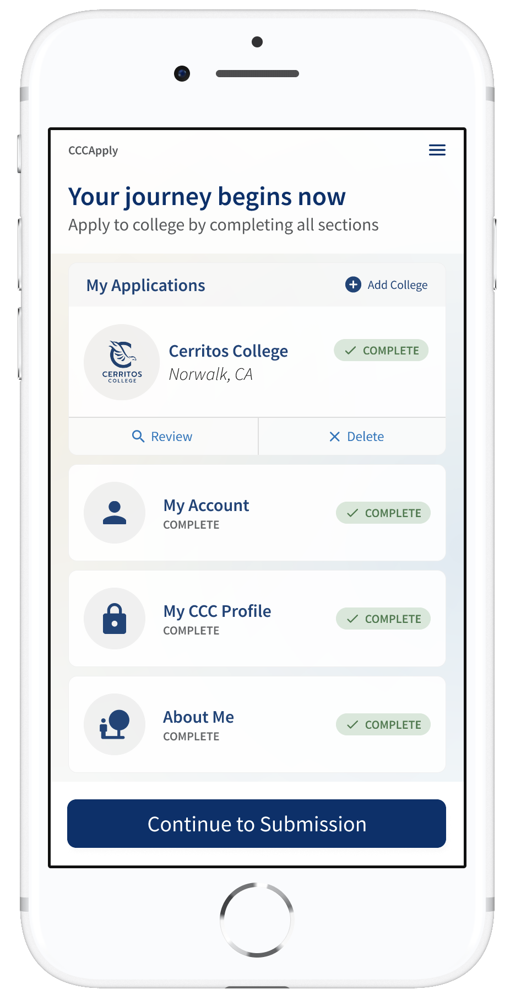 CCCApply
Your journey begins now
Apply to college by completing all sections
My Applications
Add College
CERRITOS
COLLEGE
Cerritos College
Norwalk, CA
COMPLETE
Review
Delete
My Account
COMPLETE
COMPLETE
My CCC Profile
COMPLETE
COMPLETE
About Me
COMPLETE
COMPLETE
Continue to Submission